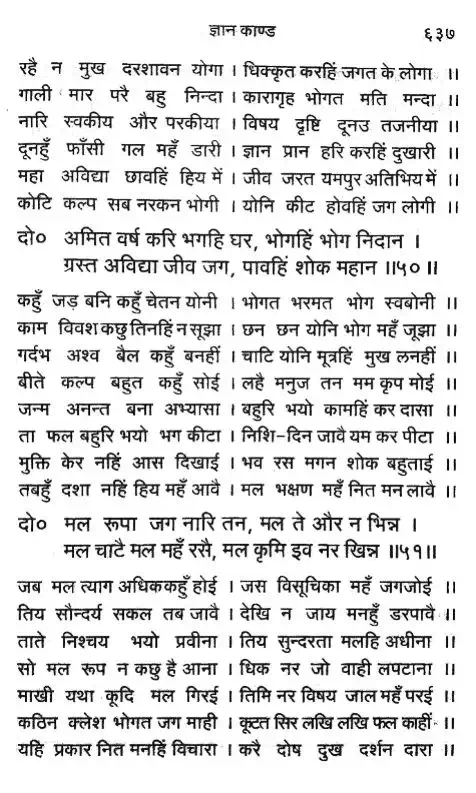 ज्ञान काण्ड ६३७
रहै न मुख दरशावन योगा । धिक्कृत करहिं जगत के लोगा ॥
गाली मार परै बहु निन्दा । कारागृह भोगत मति मन्दा ॥
नारि स्वकीय और परकीया । विषय दृष्टि दूनउ तजनीया ॥
दूनहुँ फाँसी गल महँ डारी । ज्ञान प्रान हरि करहिं दुखारी ॥
महा अविद्या छावहिं हिय में । जीव जरत यमपुर अतिभिय में ॥
कोटि कल्प सब नरकन भोगी । योनि कीट होवहिं जग लोगी ॥
दो० अमित वर्ष करि भगहि घर, भोगहिं भोग निदान ।
ग्रस्त अविद्या जीव जग, पावहिं शोक महान ॥५०॥
कहुँ जड़ बनि कहुँ चेतन योनी । भोगत भरमत भोग स्वबोनी ॥
काम विवश कछु तिनहिं न सूझा । छन छन योनि भोग महँ जूझा ॥
गर्दभ अश्व बैल कहुँ बनहीं । चाटि योनि मूत्रहिं मुख लनहीं ॥
बीते कल्प बहुत कहुँ सोई । लहै मनुज तन मम कृप मोई ॥
जन्म अनन्त बना अभ्यासा । बहुरि भयो कामहिं कर दासा ॥
ता फल बहुरि भयो भग कीटा । निशि-दिन जावै यम कर पीटा ॥
मुक्ति केर नहिं आस दिखाई । भव रस मगन शोक बहुताई ॥
तबहुँ दशा नहिं हिय महँ आवै । मल भक्षण महँ नित मन लावै ॥
दो० मल रूपा जग नारि तन, मल ते और न भिन्न ।
मल चाटै मल महँ रसै, मल कृमि इव नर खिन्न ॥५१॥
जब मल त्याग अधिक कहुँ होई । जस विसूचिका महँ जगजोई ॥
तिय सौन्दर्य सकल तब जावै । देखि न जाय मनहुँ डरपावै ॥
ताते निश्चय भयो प्रवीना । तिय सुन्दरता मलहि अधीना ॥
सो मल रूप न कछु है आना । धिक नर जो वाही लपटाना ॥
माखी यथा कूदि मल गिरई । तिमि नर विषय जाल महँ परई ॥
कठिन क्लेश भोगत जग माही । कूटत सिर लखि लखि फल काहीं ॥
यहि प्रकार नित मनहिं विचारा । करै दोष दुख दर्शन दारा ॥